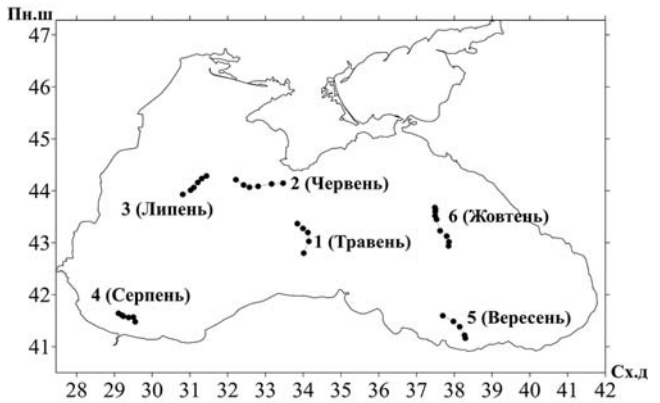 Пн.ш
47
46
45
44
43
42
41
2 (Червень)
3 (Липень)
6 (Жовтень)
1 (Травень)
4 (Серпень)
5 (Вересень)
Сх.д
28 29 30 31 32 33 34 35 36 37 38 39 40 41 42